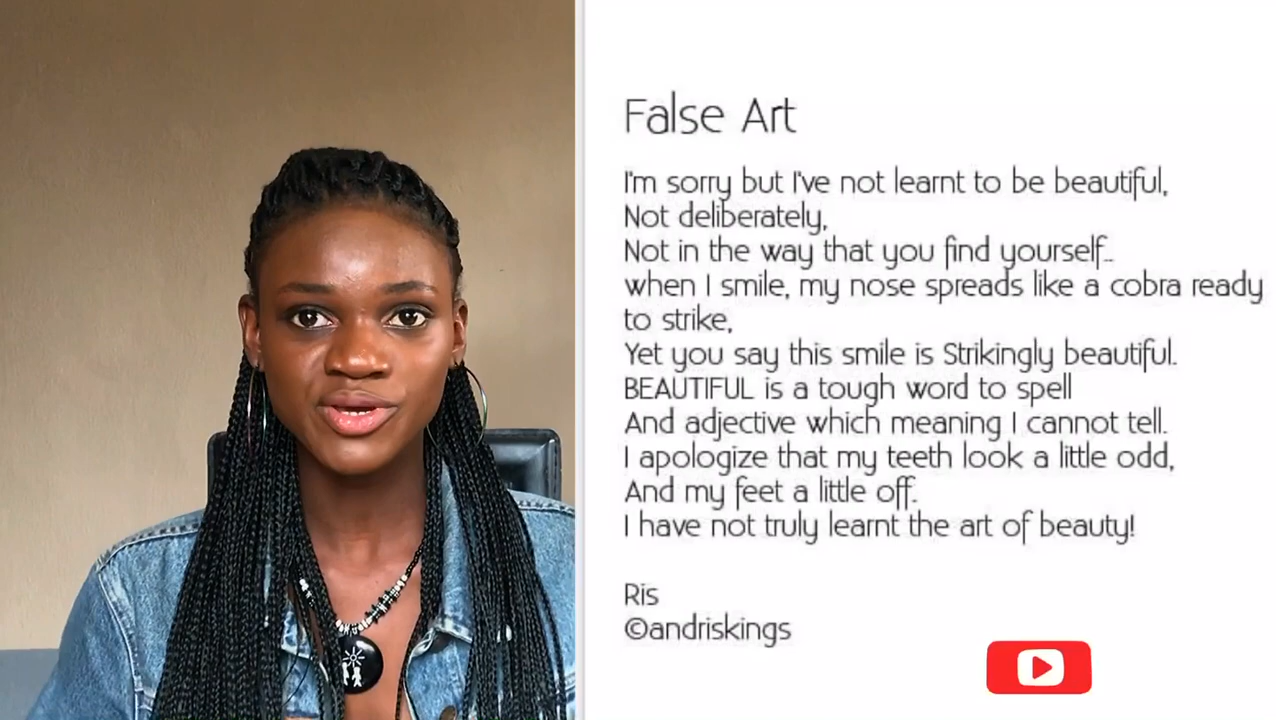 False Art
I'm sorry but I've not learnt to be beautiful,
Not deliberately,
Not in the way that you find yourself...
when I smile, my nose spreads like a cobra ready
to strike,
Yet you say this smile is Strikingly beautiful.
BEAUTIFUL is a tough word to spell
And adjective which meaning I cannot tell.
I apologize that my teeth look a little odd,
And my feet a little off.
I have not truly learnt the art of beauty!
Ris
©andriskings